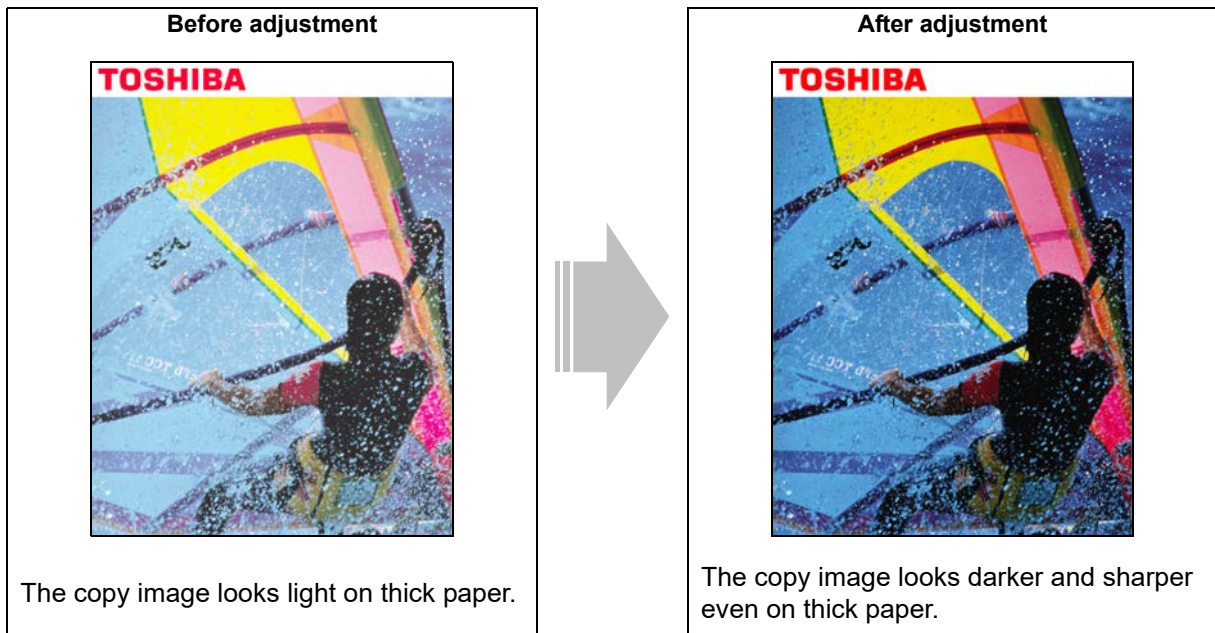 Before adjustment
TOSHIBA
The copy image looks light on thick paper.
After adjustment
TOSHIBA
The copy image looks darker and sharper
even on thick paper.